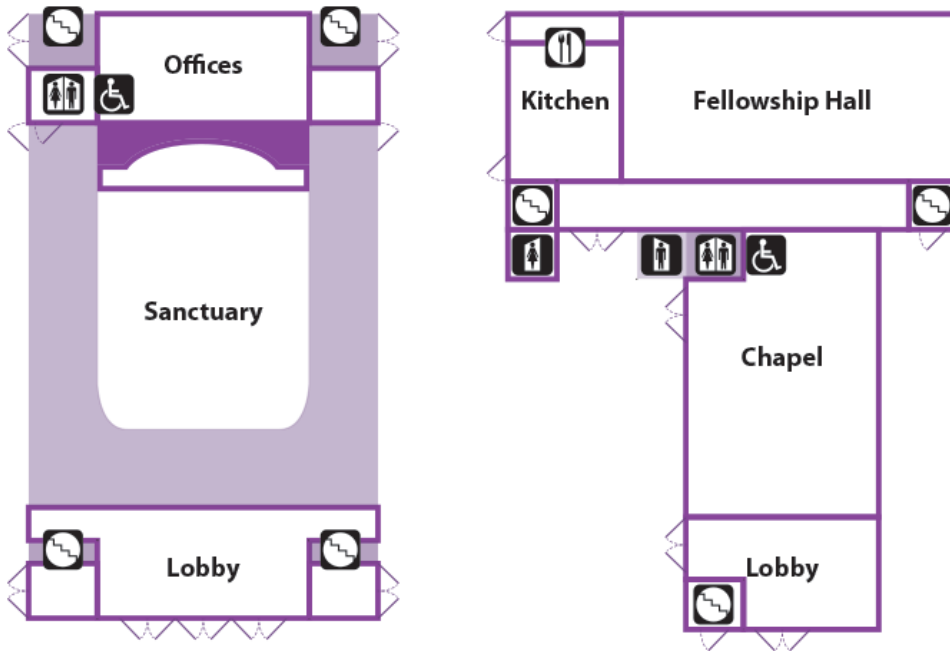 Offices
Kitchen
Fellowship Hall
Sanctuary
Chapel
Lobby
Lobby